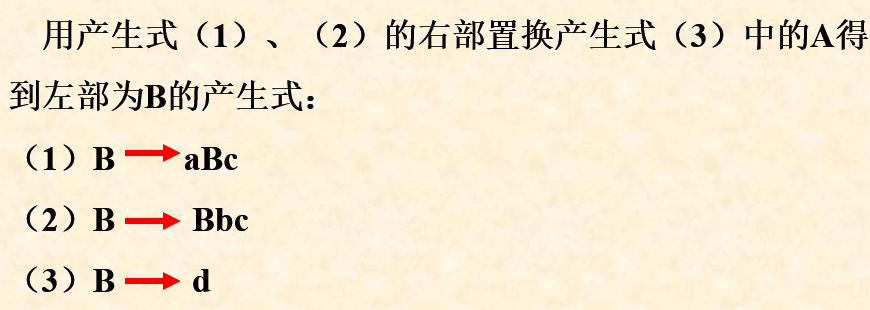 用产生式（1）、（2）的右部置换产生式（3）中的A得
到左部为B的产生式：
（1）B → aBc
（2）B → Bbc
（3）B → d